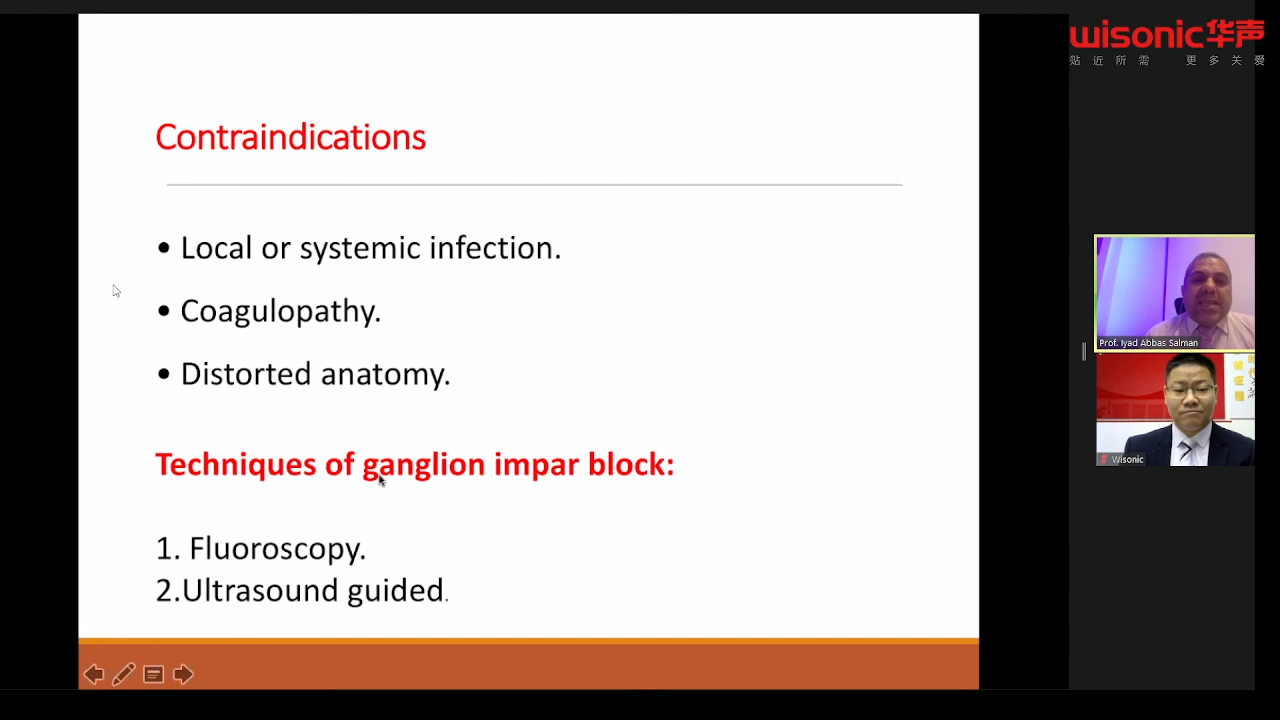 Contraindications
• Local or systemic infection.
• Coagulopathy.
• Distorted anatomy.
Techniques of ganglion impar block:
1. Fluoroscopy.
2.Ultrasound guided.
wisonic华声
贴近所需 更多关爱
Prof. Iyad Abbas Salman
Wisonic